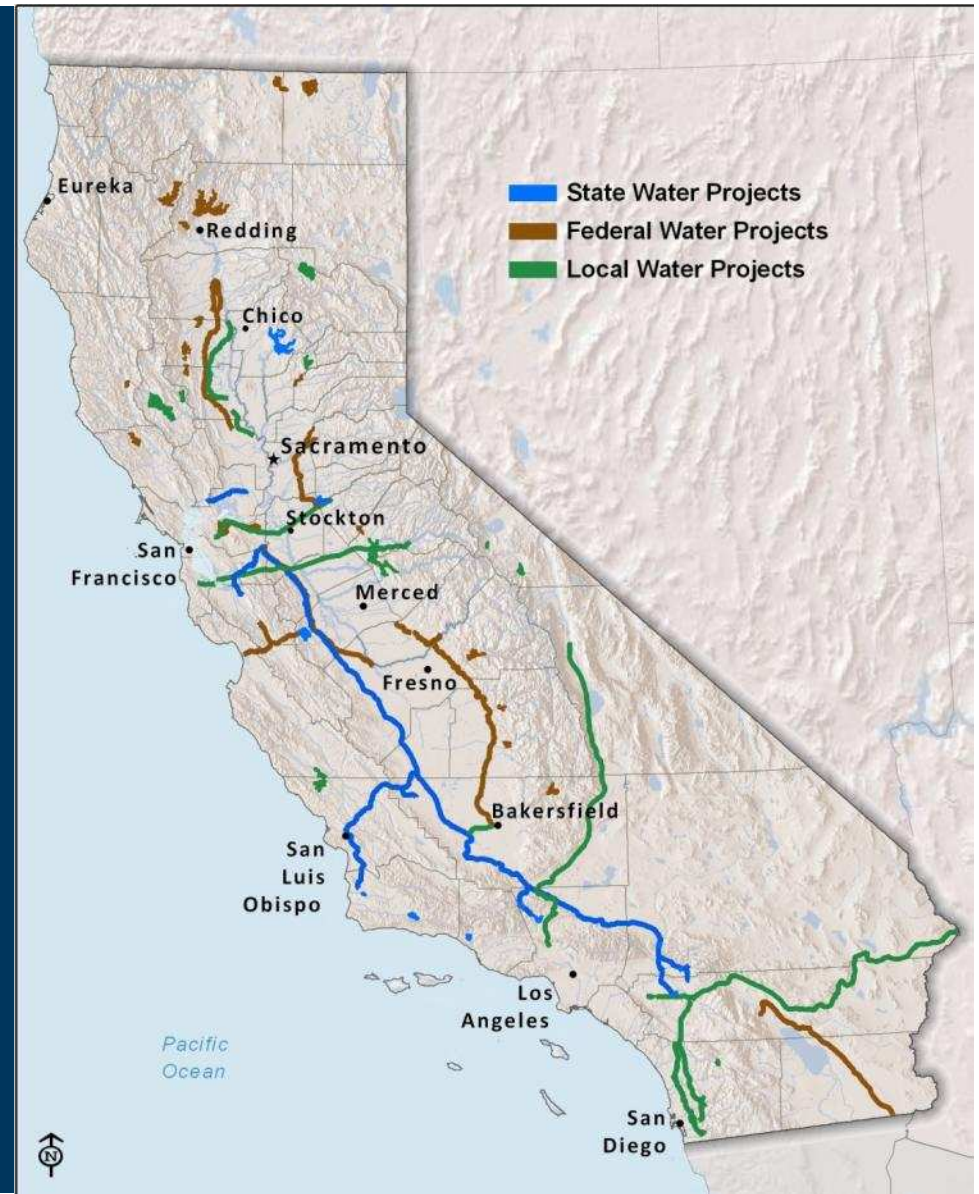 Eureka
Redding
State Water Projects
Federal Water Projects
Local Water Projects
Chico
Sacramento
Stockton
San
Francisco
Merced
Fresno
Bakersfield
San
Luis
Obispo
Los
Angeles
Pacific
Ocean
San
Diego
N